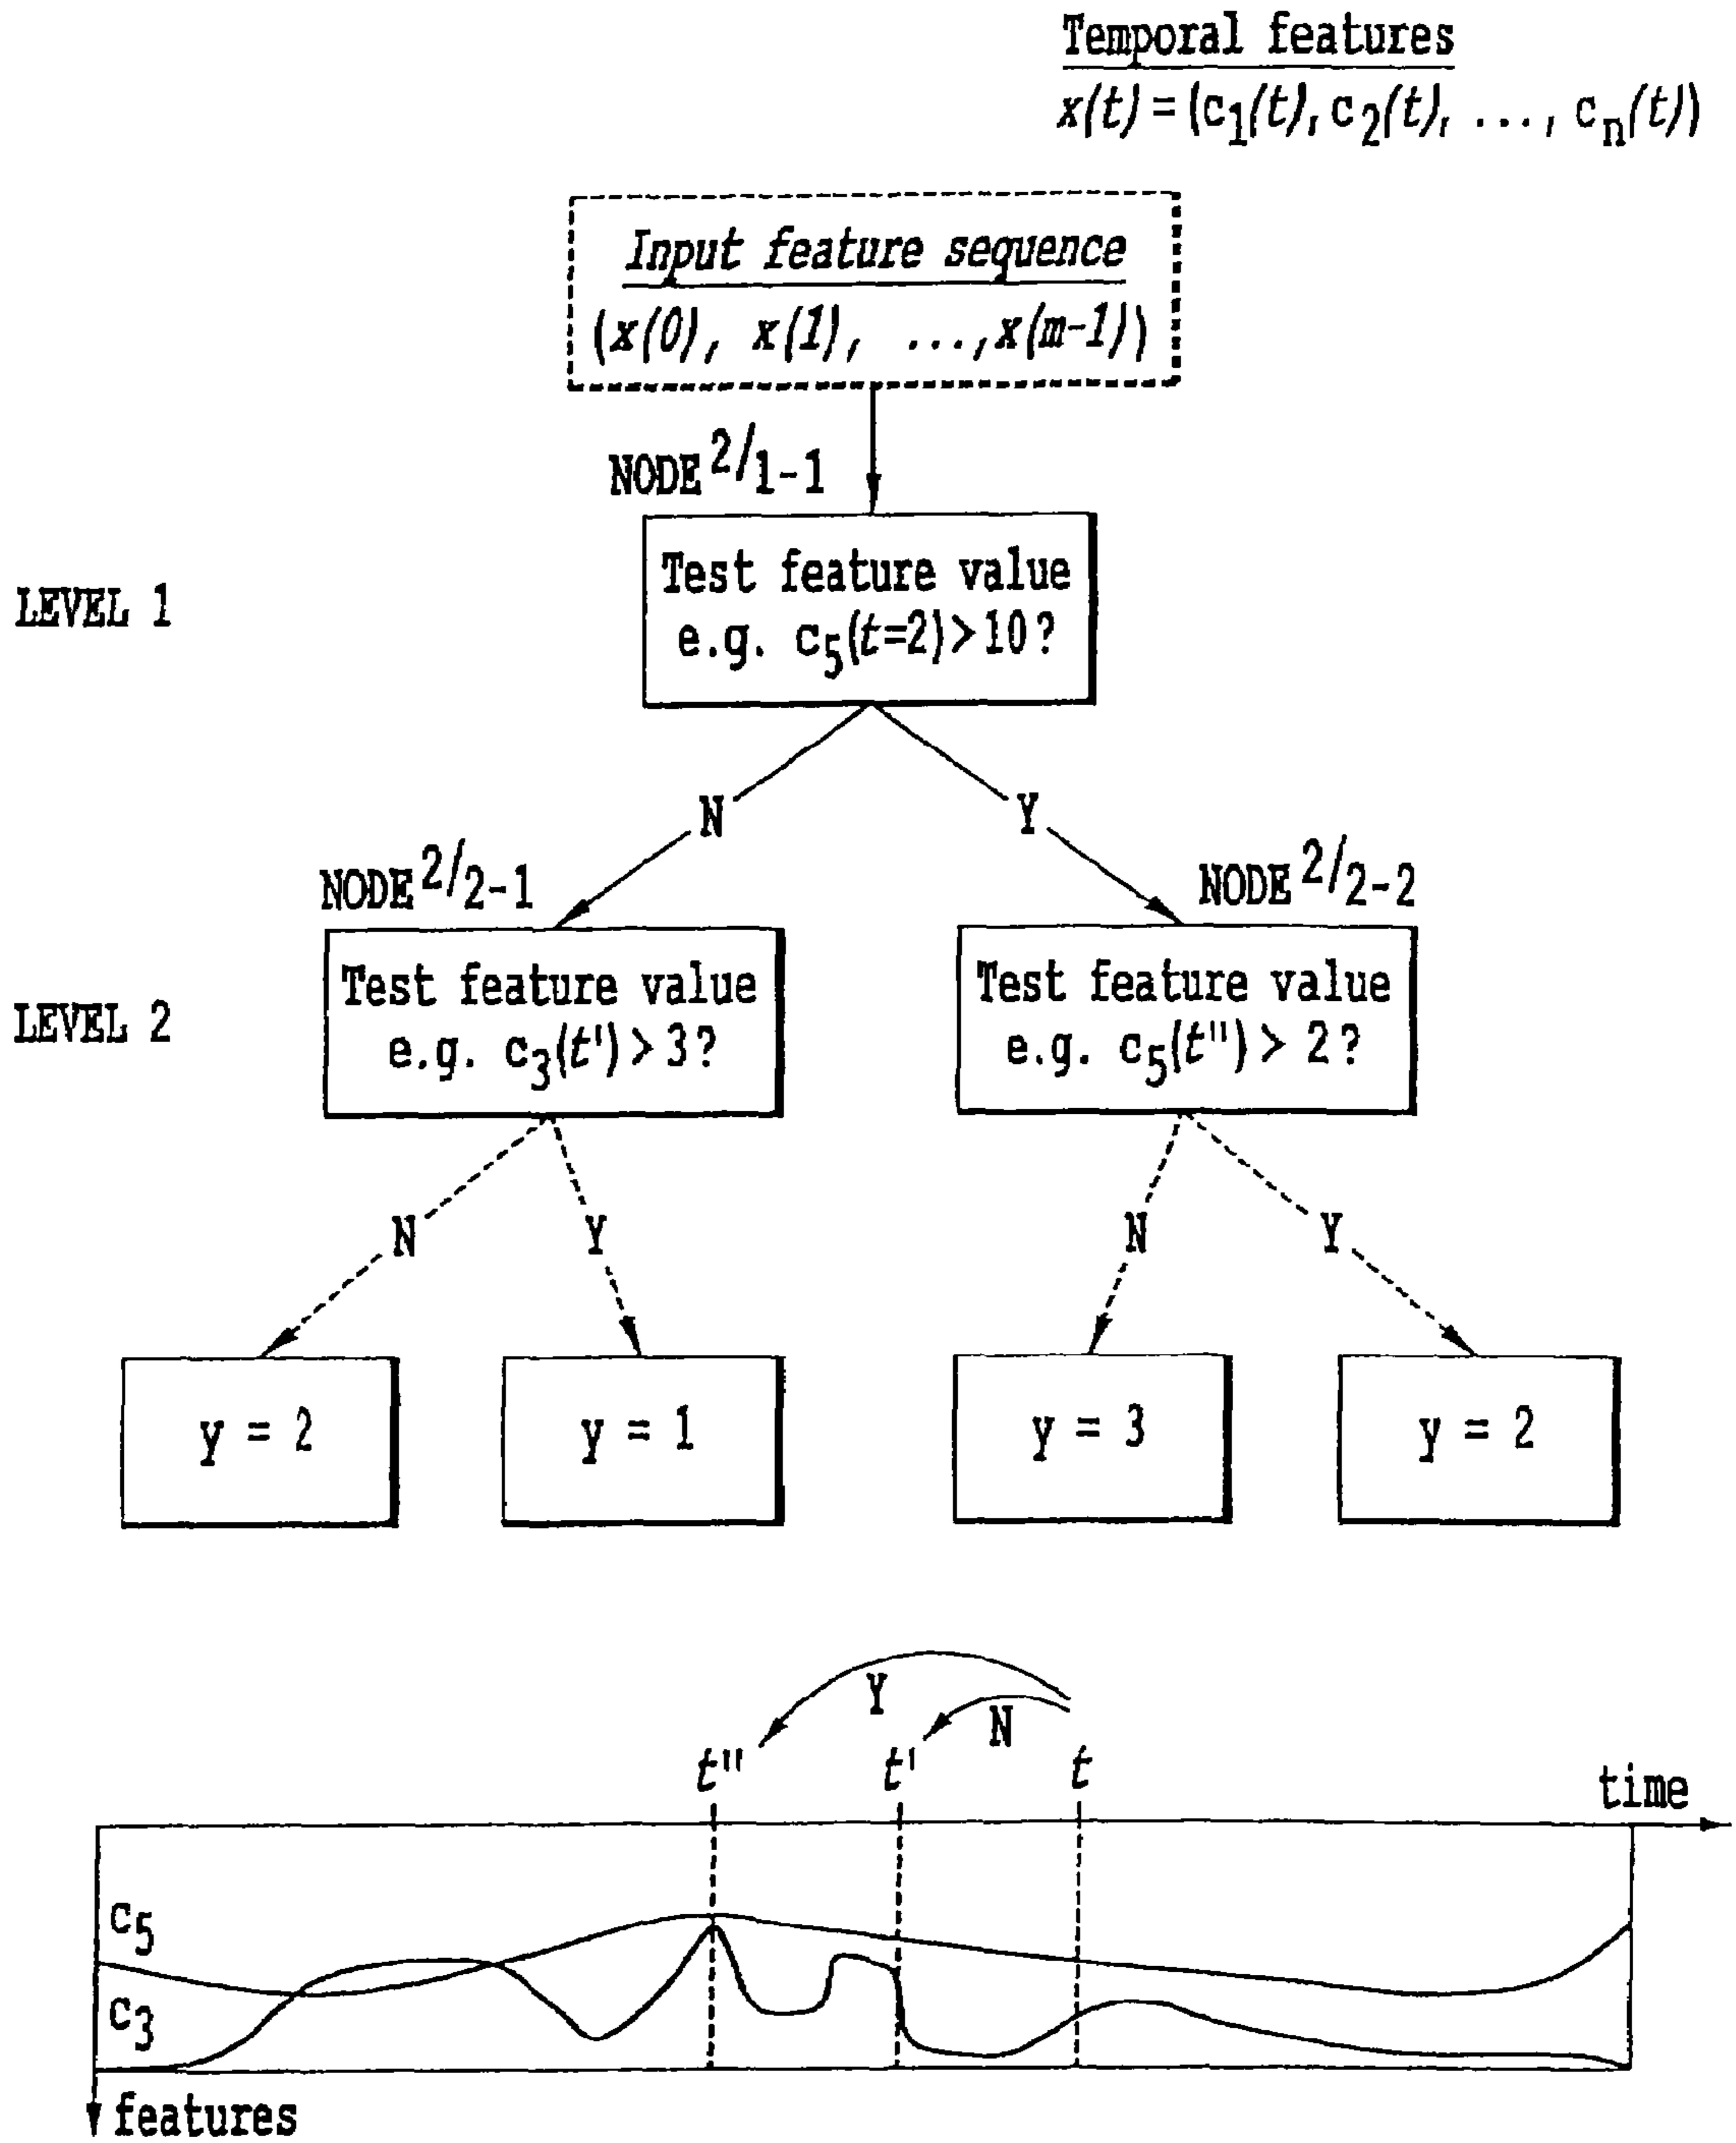 Temporal features
x(t) = (c1(t), c2(t), ..., cn(t))
Input feature sequence
(x(0), x(1), ...,x(m-1))
NODE 2/1-1
LEVEL 1
Test feature value
e.g. c5(t=2)>10?
N
Y
NODE 2/2-1
NODE 2/2-2
LEVEL 2
Test feature value
e.g. c3(t')>3?
Test feature value
e.g. c5(t")> 2?
N
Y
N
Y
y = 2
y = 1
y = 3
y = 2
Y
N
t"
t'
t
time
c5
c3
features